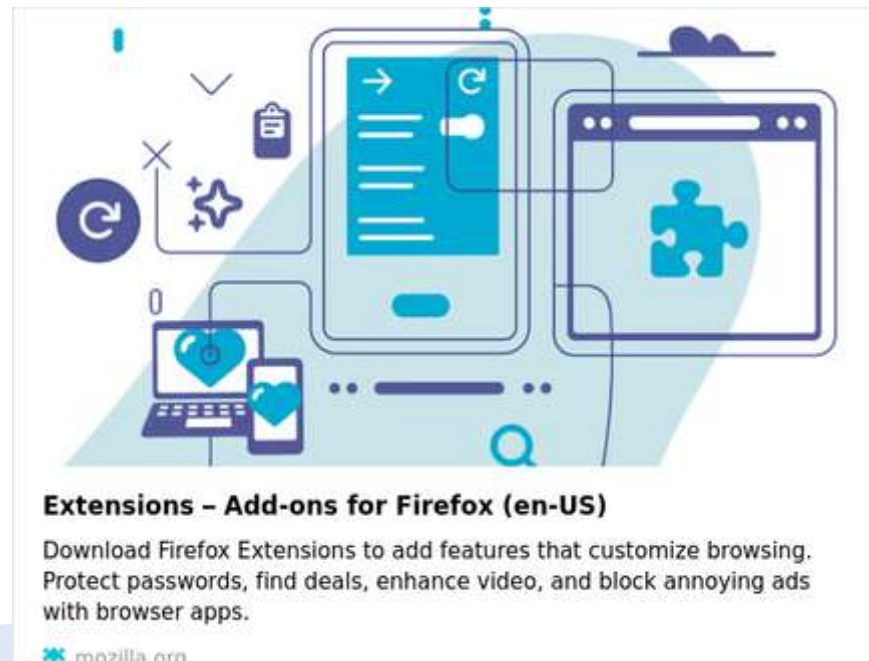 Extensions – Add-ons for Firefox (en-US)
Download Firefox Extensions to add features that customize browsing.
Protect passwords, find deals, enhance video, and block annoying ads
with browser apps.
mozilla.org